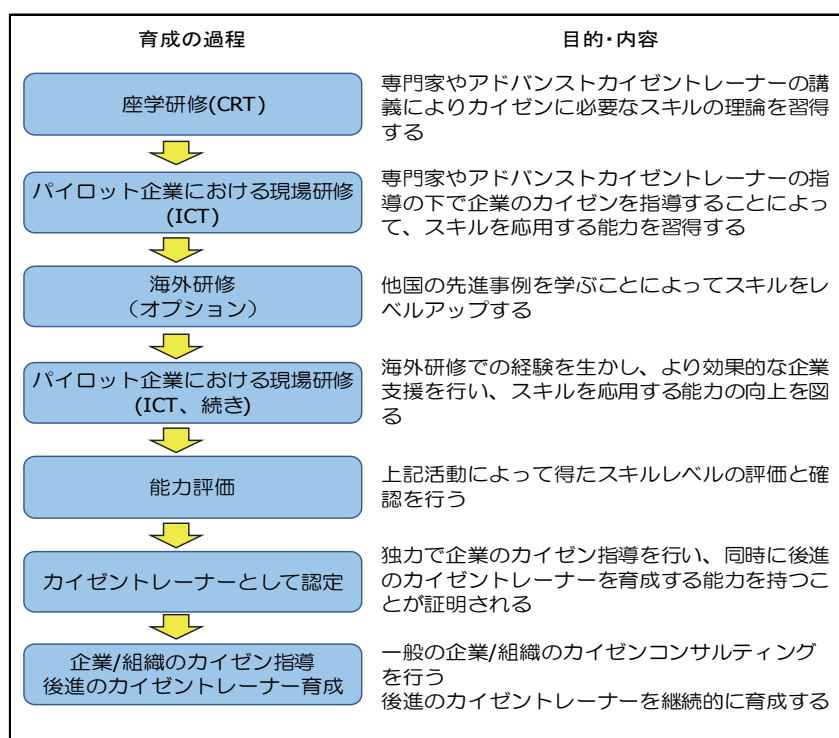 育成の過程
目的・内容
座学研修(CRT)
専門家やアドバンストカイゼントレーナーの講
義によりカイゼンに必要なスキルの理論を習得
する
パイロット企業における現場研修
(ICT)
専門家やアドバンストカイゼントレーナーの指
導の下で企業のカイゼンを指導することによっ
て、スキルを応用する能力を習得する
海外研修
（オプション）
他国の先進事例を学ぶことによってスキルをレ
ベルアップする
パイロット企業における現場研修
(ICT、続き)
海外研修での経験を生かし、より効果的な企業
支援を行い、スキルを応用する能力の向上を図
る
能力評価
上記活動によって得たスキルレベルの評価と確
認を行う
カイゼントレーナーとして認定
独力で企業のカイゼン指導を行い、同時に後進
のカイゼントレーナーを育成する能力を持つこ
とが証明される
企業/組織のカイゼン指導
後進のカイゼントレーナー育成
一般の企業/組織のカイゼンコンサルティング
を行う
後進のカイゼントレーナーを継続的に育成する